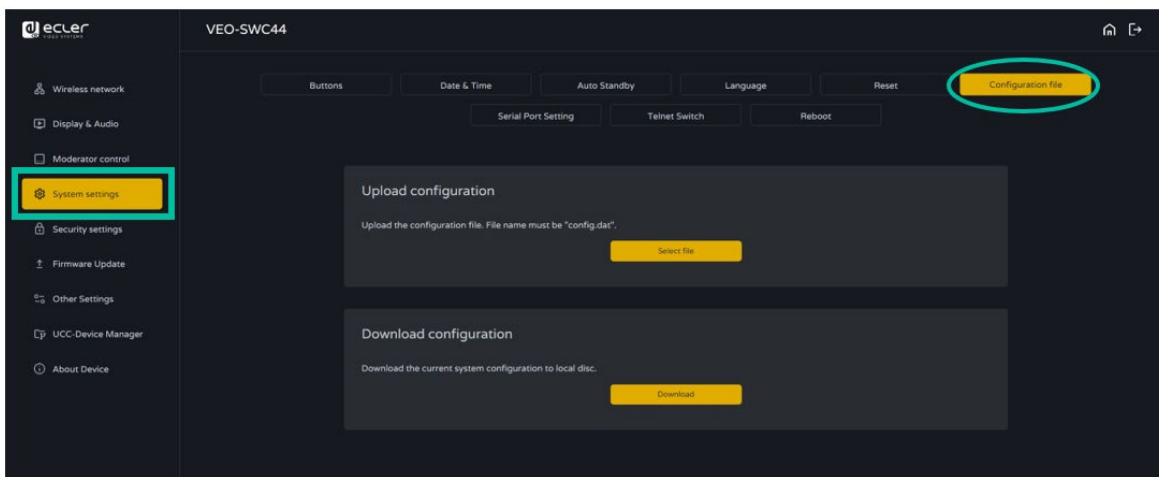 ecler
VEO-SWC44
Wireless network
Display & Audio
Moderator control
System settings
Security settings
Firmware Update
Other Settings
UCC-Device Manager
About Device
Buttons Date & Time Auto Standby Language Reset Configuration file
Serial Port Setting Telnet Switch Reboot
Upload configuration
Upload the configuration file. File name must be "config.dat".
Select file
Download configuration
Download the current system configuration to local disc.
Download